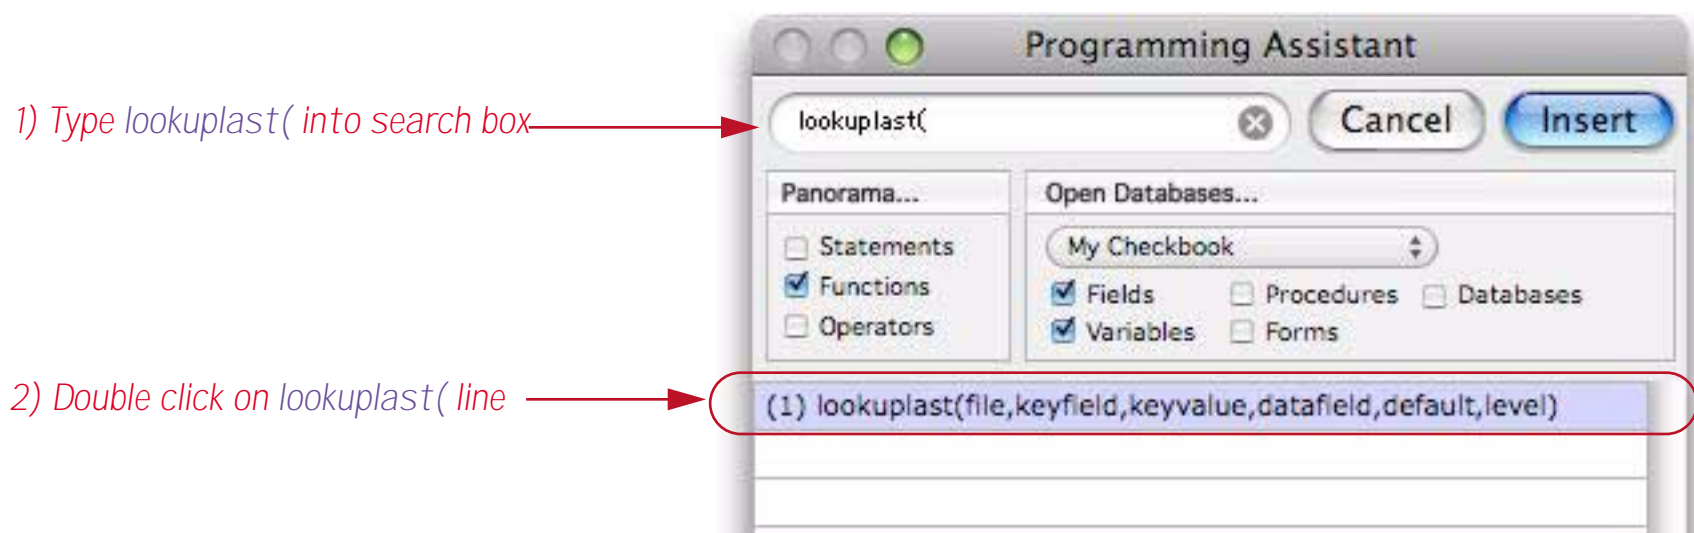 Programming Assistant
1) Type lookuplast( into search box
lookuplast(
Cancel
Insert
Panorama...
Open Databases...
Statements
My Checkbook
Functions
Fields
Procedures
Databases
Operators
Variables
Forms
2) Double click on lookuplast( line
(1) lookuplast(file,keyfield,keyvalue,datafield,default,level)